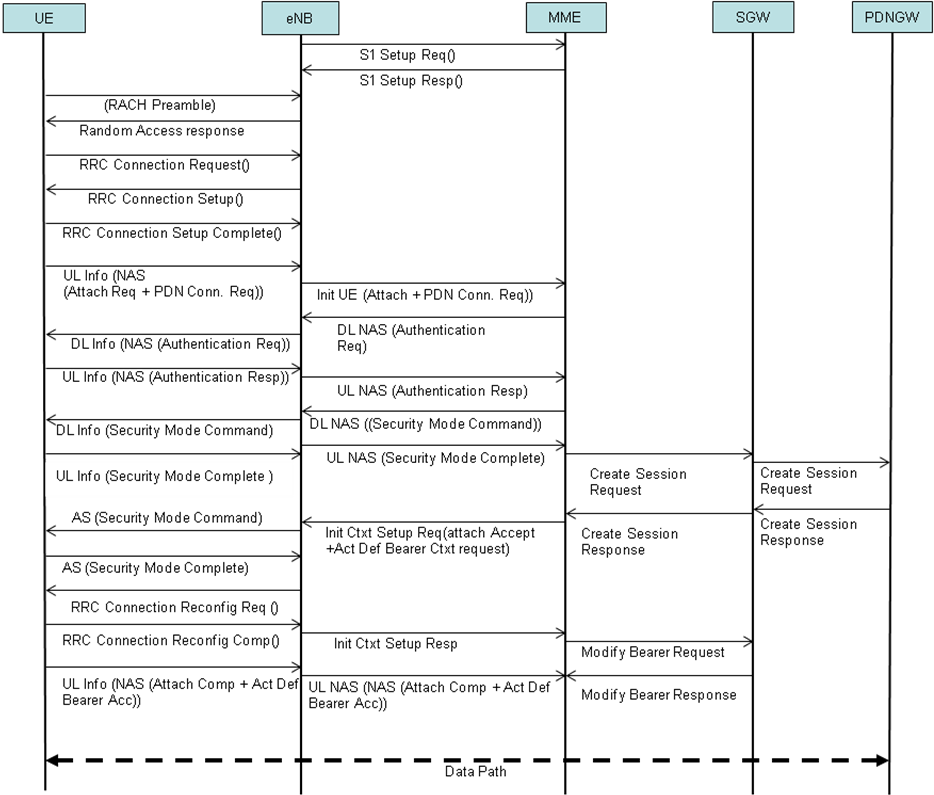 UE
eNB
MME
SGW
PDNGW
S1 Setup Req()
S1 Setup Resp()
(RACH Preamble)
Random Access response
RRC Connection Request()
RRC Connection Setup()
RRC Connection Setup Complete()
UL Info (NAS
(Attach Req + PDN Conn. Req))
Init UE (Attach + PDN Conn. Req))
DL NAS (Authentication
Req)
DL Info (NAS (Authentication Req))
UL Info (NAS (Authentication Resp))
UL NAS (Authentication Resp)
DL NAS ((Security Mode Command))
DL Info (Security Mode Command)
UL NAS (Security Mode Complete)
UL Info (Security Mode Complete )
Create Session
Request
Create Session
Request
AS (Security Mode Command)
Init Ctxt Setup Req(attach Accept
+Act Def Bearer Ctxt request)
Create Session
Response
Create Session
Response
AS (Security Mode Complete)
RRC Connection Reconfig Req ()
RRC Connection Reconfig Comp()
Init Ctxt Setup Resp
Modify Bearer Request
UL Info (NAS (Attach Comp + Act Def
Bearer Acc))
UL NAS (NAS (Attach Comp + Act Def
Bearer Acc))
Modify Bearer Response
Data Path